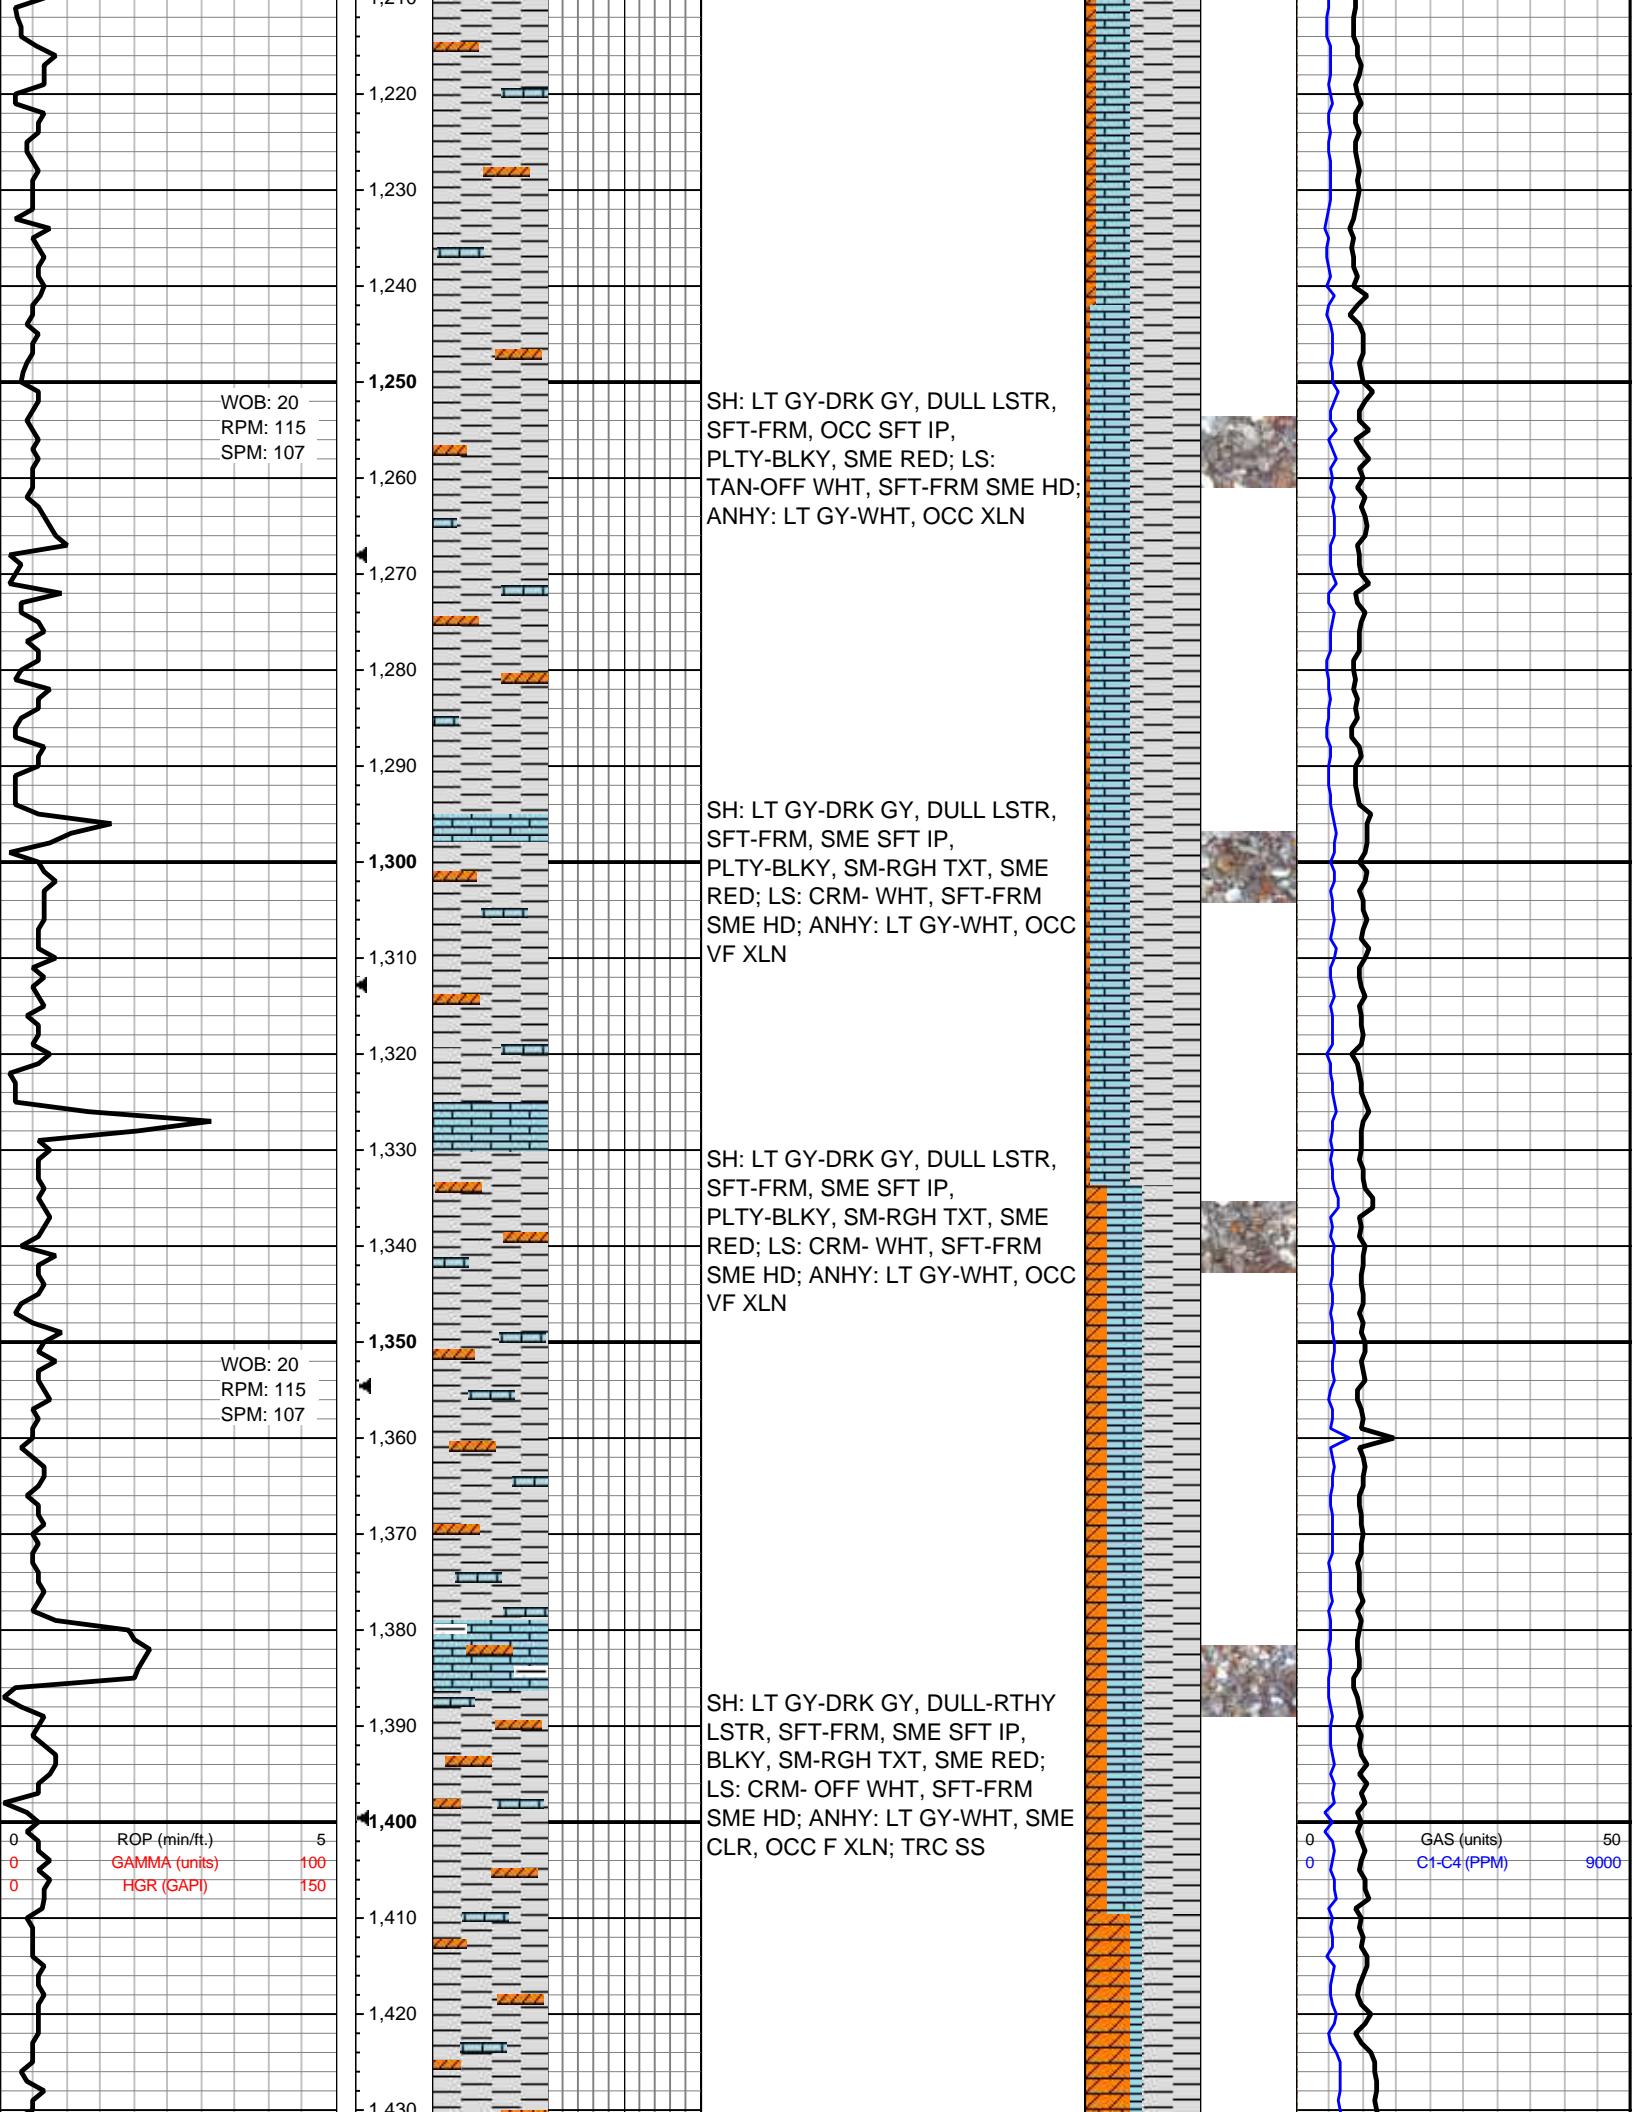 1,210
1,220
1,230
1,240
1,250
WOB: 20
RPM: 115
SPM: 107
SH: LT GY-DRK GY, DULL LSTR,
SFT-FRM, OCC SFT IP,
PLTY-BLKY, SME RED; LS:
TAN-OFF WHT, SFT-FRM SME HD;
ANHY: LT GY-WHT, OCC XLN
1,260
1,270
1,280
1,290
SH: LT GY-DRK GY, DULL LSTR,
SFT-FRM, SME SFT IP,
PLTY-BLKY, SM-RGH TXT, SME
RED; LS: CRM- WHT, SFT-FRM
SME HD; ANHY: LT GY-WHT, OCC
VF XLN
1,300
1,310
1,320
1,330
SH: LT GY-DRK GY, DULL LSTR,
SFT-FRM, SME SFT IP,
PLTY-BLKY, SM-RGH TXT, SME
RED; LS: CRM- WHT, SFT-FRM
SME HD; ANHY: LT GY-WHT, OCC
VF XLN
1,340
1,350
WOB: 20
RPM: 115
SPM: 107
1,360
1,370
1,380
SH: LT GY-DRK GY, DULL-RTHY
LSTR, SFT-FRM, SME SFT IP,
BLKY, SM-RGH TXT, SME RED;
LS: CRM- OFF WHT, SFT-FRM
SME HD; ANHY: LT GY-WHT, SME
CLR, OCC F XLN; TRC SS
1,390
1,400
0 ROP (min/ft.) 5
0 GAMMA (units) 100
0 HGR (GAPI) 150
0 GAS (units) 50
0 C1-C4 (PPM) 9000
1,410
1,420
1,430